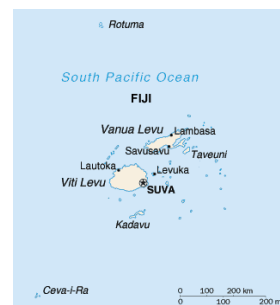 Rotuma
South Pacific Ocean
FIJI
Vanua Levu
Lambasa
Savusavu
Taveuni
Lautoka
Levuka
Viti Levu
SUVA
Kadavu
Ceva-i-Ra
0 100 200 km
0 100 200 m